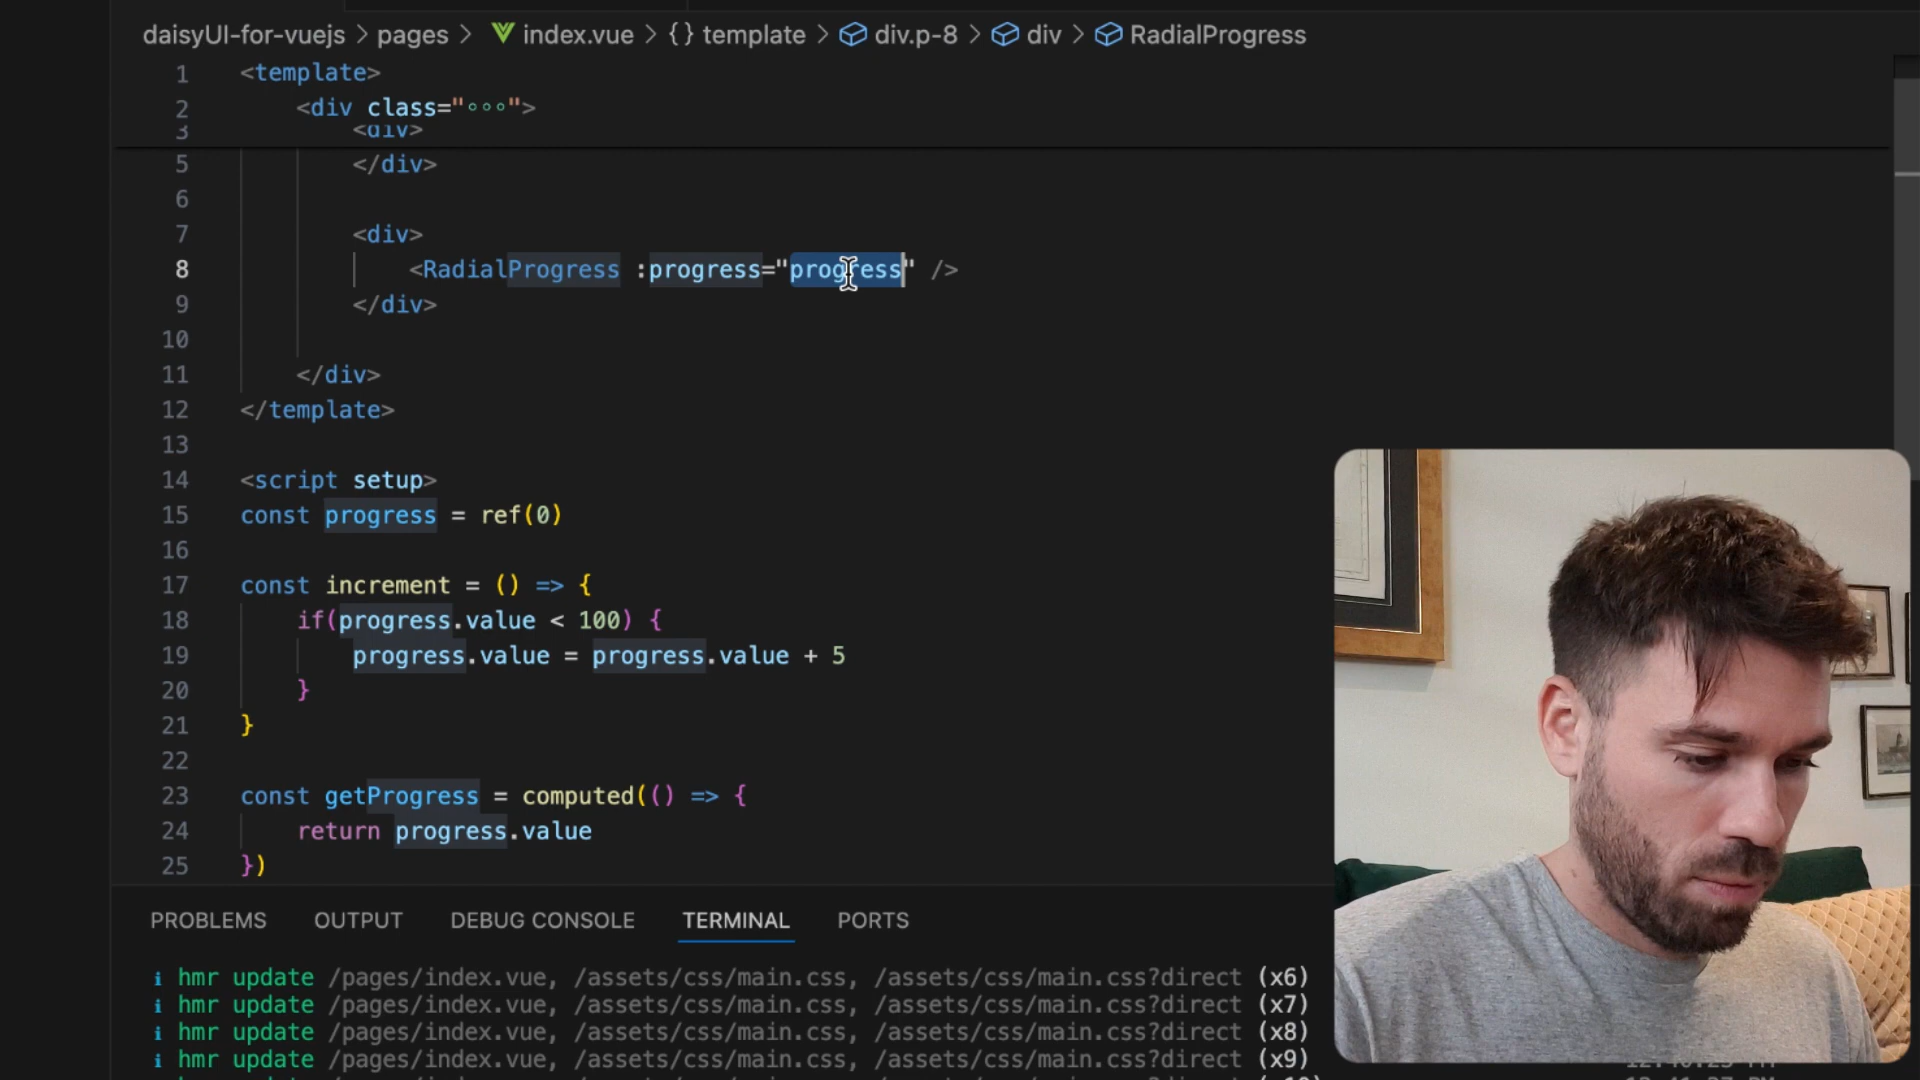 daisyUI-for-vuejs > pages > index.vue > {} template > div.p-8 > div > RadialProgress
1 <template>
2 <div class="°°°">
3 <div>
5 </div>
6
7 <div>
8 <RadialProgress :progress="progress" />
9 </div>
10
11 </div>
12 </template>
13
14 <script setup>
15 const progress = ref(0)
16
17 const increment = () => {
18 if(progress.value < 100) {
19 progress.value = progress.value + 5
20 }
21 }
22
23 const getProgress = computed(() => {
24 return progress.value
25 })
PROBLEMS OUTPUT DEBUG CONSOLE TERMINAL PORTS
i hmr update /pages/index.vue, /assets/css/main.css, /assets/css/main.css?direct (x6)
i hmr update /pages/index.vue, /assets/css/main.css, /assets/css/main.css?direct (x7)
i hmr update /pages/index.vue, /assets/css/main.css, /assets/css/main.css?direct (x8)
i hmr update /pages/index.vue, /assets/css/main.css, /assets/css/main.css?direct (x9)